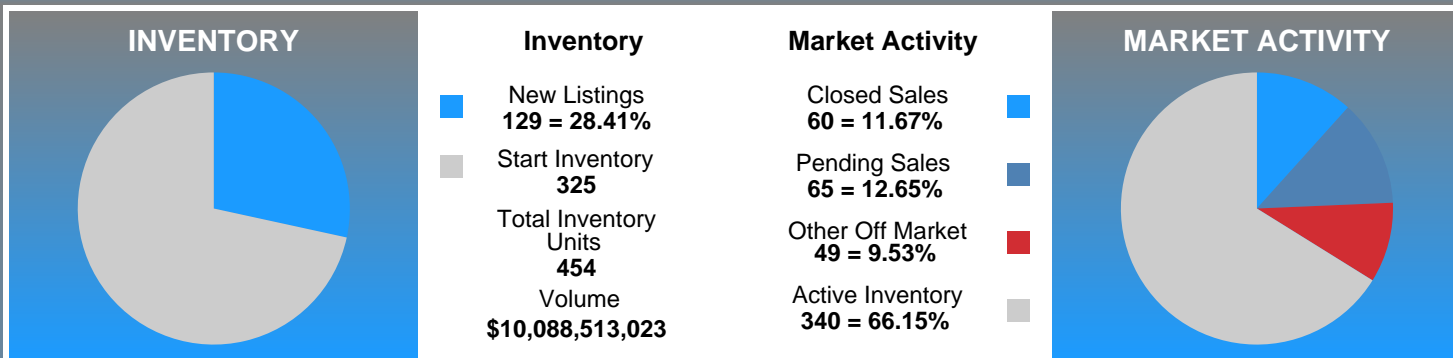 INVENTORY
Inventory
New Listings
129 = 28.41%
Start Inventory
325
Total Inventory
Units
454
Volume
$10,088,513,023
Market Activity
Closed Sales
60 = 11.67%
Pending Sales
65 = 12.65%
Other Off Market
49 = 9.53%
Active Inventory
340 = 66.15%
MARKET ACTIVITY